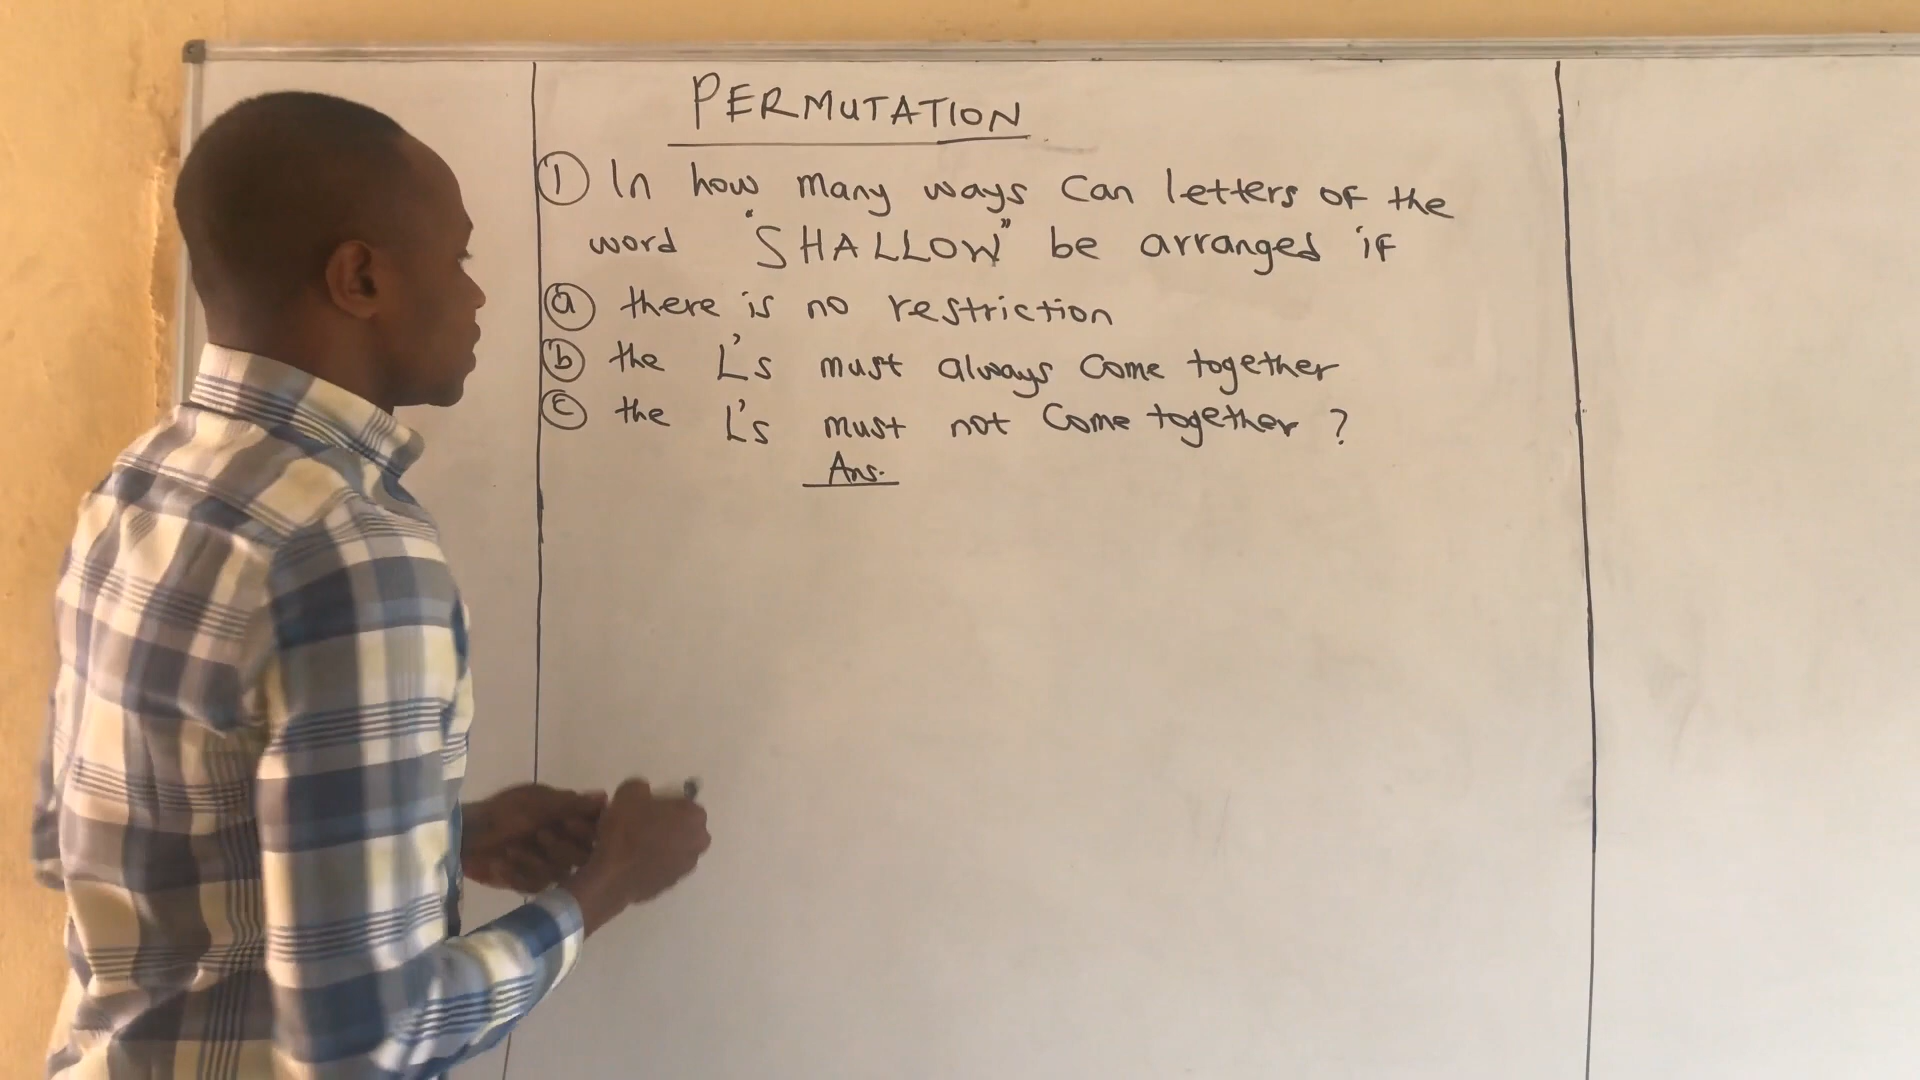 PERMUTATION
① In how many ways can letters of the
word "SHALLOW" be arranged if
ⓐ there is no restriction
ⓑ the L's must always come together
ⓒ the L's must not come together ?
Ans.